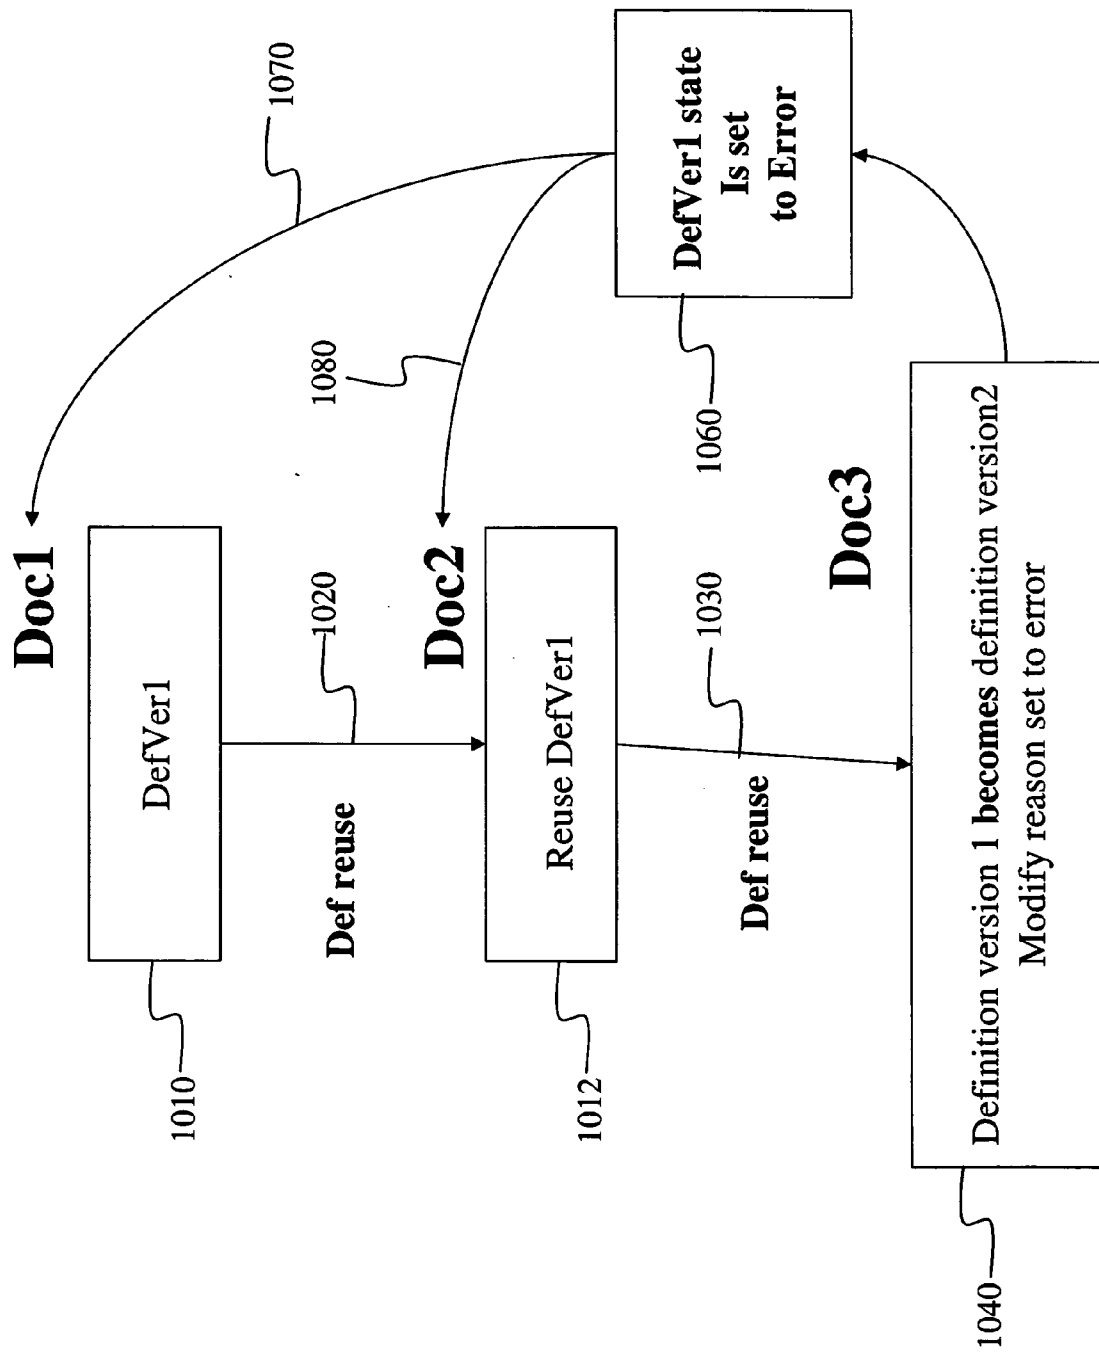 Doc1
1010
DefVer1
1070
Def reuse
1020
Doc2
1080
1012
Reuse DefVer1
Def reuse
1030
1060
DefVer1 state
Is set
to Error
Doc3
1040
Definition version 1 becomes definition version2
Modify reason set to error